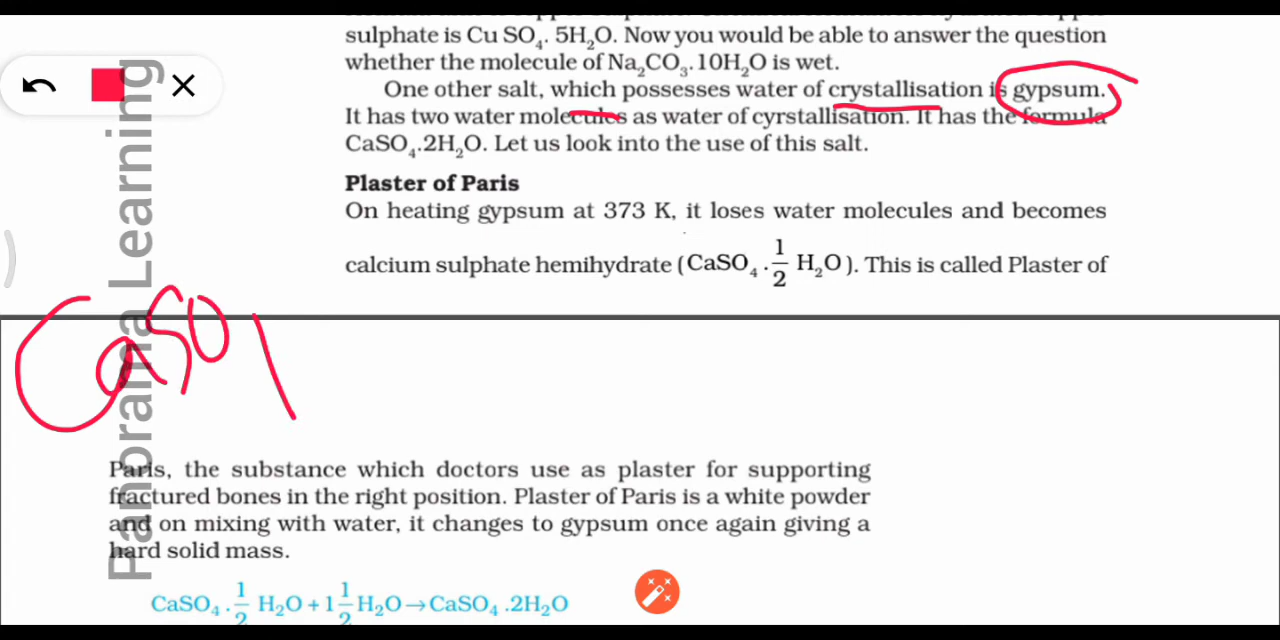 sulphate is Cu SO₄. 5H₂O. Now you would be able to answer the question
whether the molecule of Na₂CO₃.10H₂O is wet.
One other salt, which possesses water of crystallisation is gypsum.
It has two water molecules as water of cyrstallisation. It has the formula
CaSO₄.2H₂O. Let us look into the use of this salt.
Plaster of Paris
On heating gypsum at 373 K, it loses water molecules and becomes
calcium sulphate hemihydrate (CaSO₄ . 1/2 H₂O). This is called Plaster of
CaSO
Panorama Learning
Paris, the substance which doctors use as plaster for supporting
fractured bones in the right position. Plaster of Paris is a white powder
and on mixing with water, it changes to gypsum once again giving a
hard solid mass.
CaSO₄ . 1/2 H₂O + 1 1/2 H₂O → CaSO₄ .2H₂O